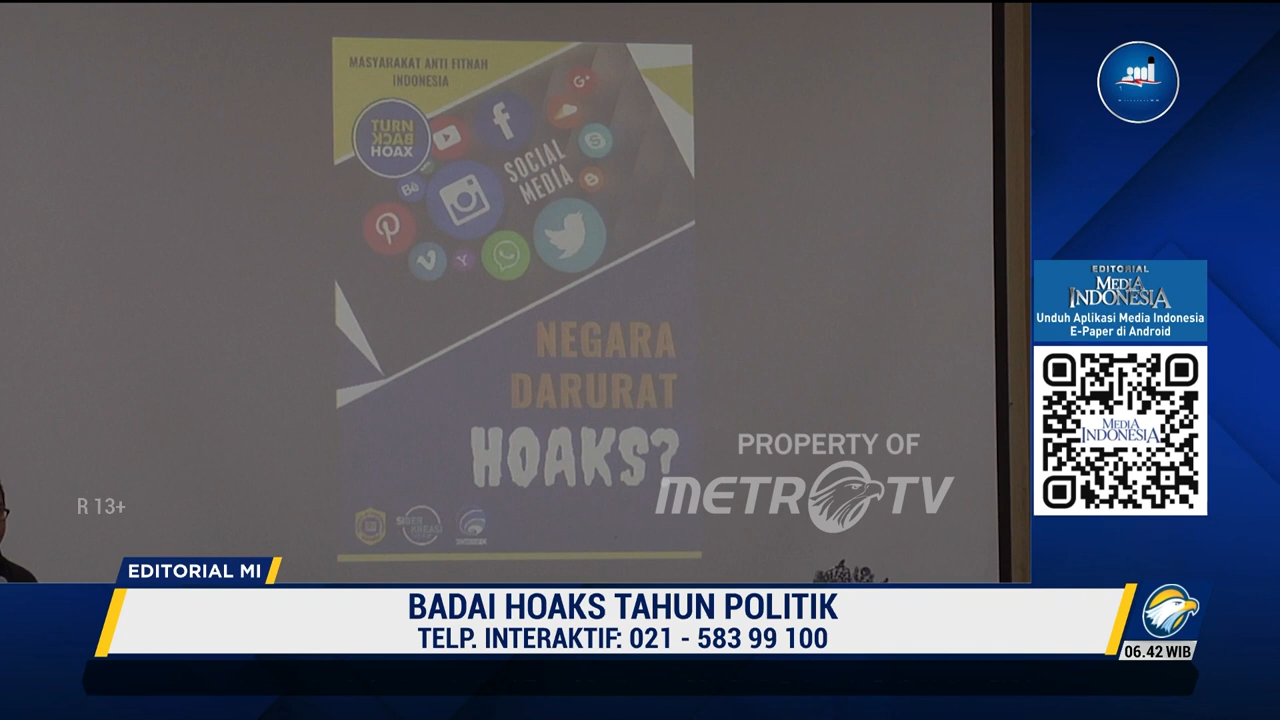 MASYARAKAT ANTI FITNAH
INDONESIA
TURN
BACK
HOAX
SOCIAL
MEDIA
NEGARA
DARURAT
HOAKS?
EDITORIAL
MEDIA
INDONESIA
Unduh Aplikasi Media Indonesia
E-Paper di Android
MEDIA
INDONESIA
PROPERTY OF
METRO TV
R 13+
EDITORIAL MI
BADAI HOAKS TAHUN POLITIK
TELP. INTERAKTIF: 021 - 583 99 100
06.42 WIB